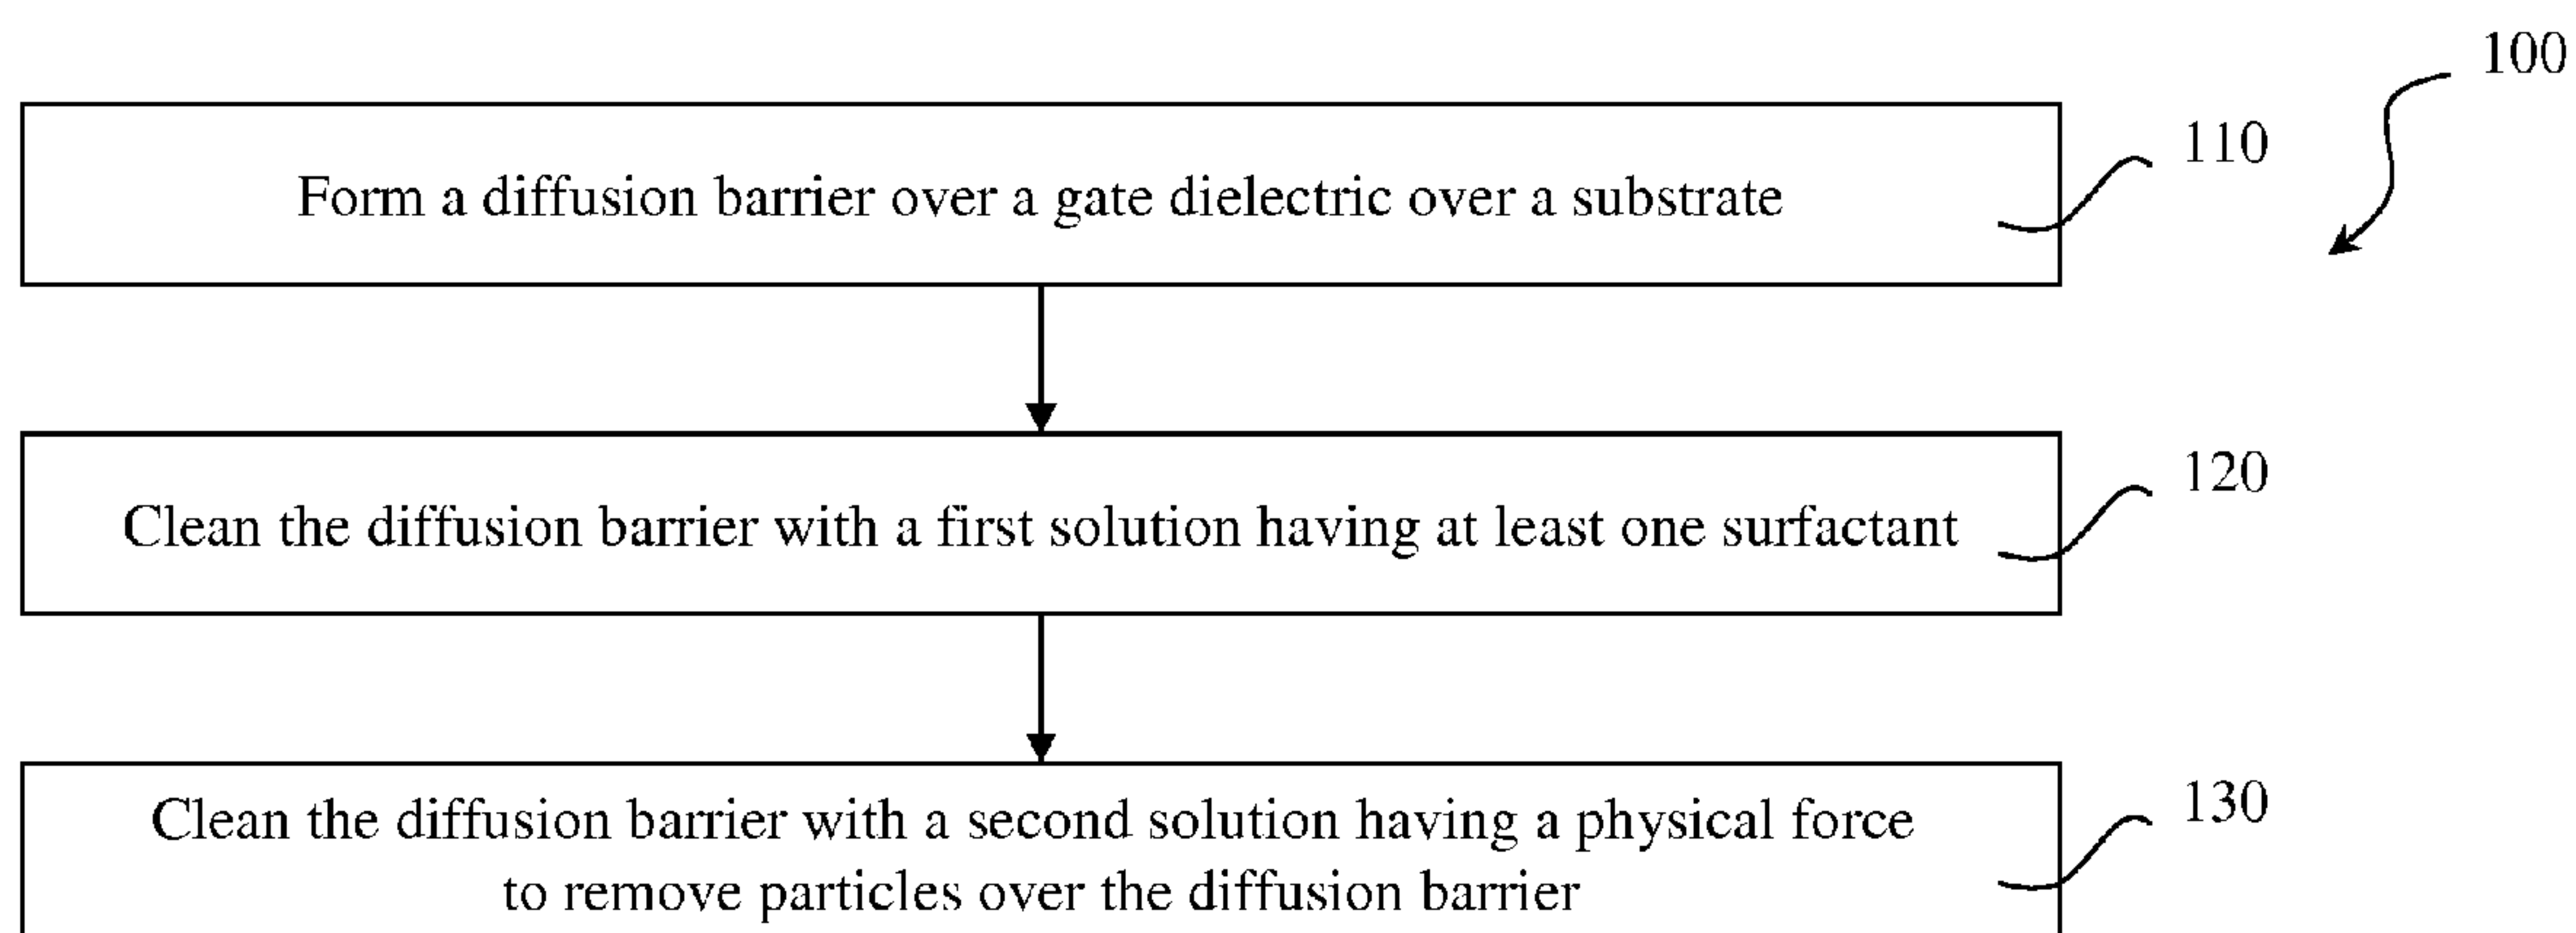 100
110
Form a diffusion barrier over a gate dielectric over a substrate
120
Clean the diffusion barrier with a first solution having at least one surfactant
130
Clean the diffusion barrier with a second solution having a physical force
to remove particles over the diffusion barrier